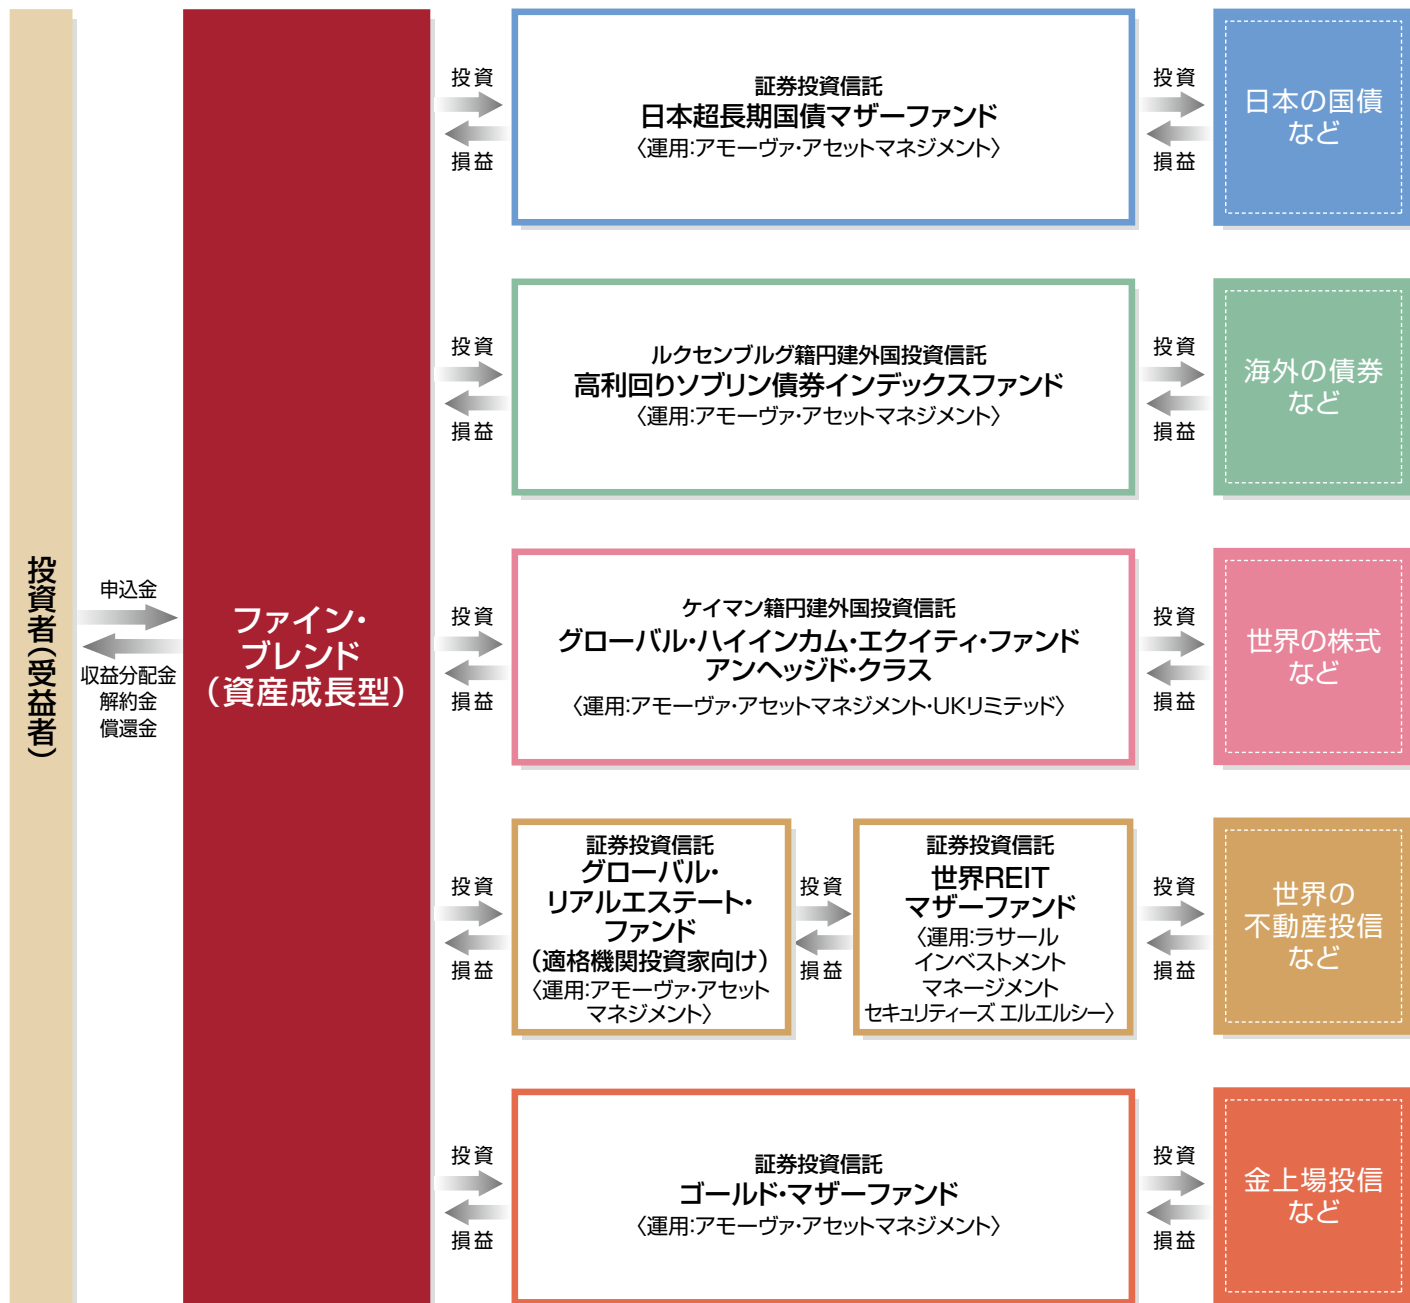 投資者(受益者)
申込金
収益分配金
解約金
償還金
ファイン・
ブレンド
(資産成長型)
投資
損益
証券投資信託
日本超長期国債マザーファンド
〈運用:アモーヴァ・アセットマネジメント〉
投資
損益
日本の国債
など
投資
損益
ルクセンブルグ籍円建外国投資信託
高利回りソブリン債券インデックスファンド
〈運用:アモーヴァ・アセットマネジメント〉
投資
損益
海外の債券
など
投資
損益
ケイマン籍円建外国投資信託
グローバル・ハイインカム・エクイティ・ファンド
アンヘッジド・クラス
〈運用:アモーヴァ・アセットマネジメント・UKリミテッド〉
投資
損益
世界の株式
など
投資
損益
証券投資信託
グローバル・
リアルエステート・
ファンド
(適格機関投資家向け)
〈運用:アモーヴァ・アセット
マネジメント〉
投資
損益
証券投資信託
世界REIT
マザーファンド
〈運用:ラサール
インベストメント
マネージメント
セキュリティーズ エルエルシー〉
投資
損益
世界の
不動産投信
など
投資
損益
証券投資信託
ゴールド・マザーファンド
〈運用:アモーヴァ・アセットマネジメント〉
投資
損益
金上場投信
など